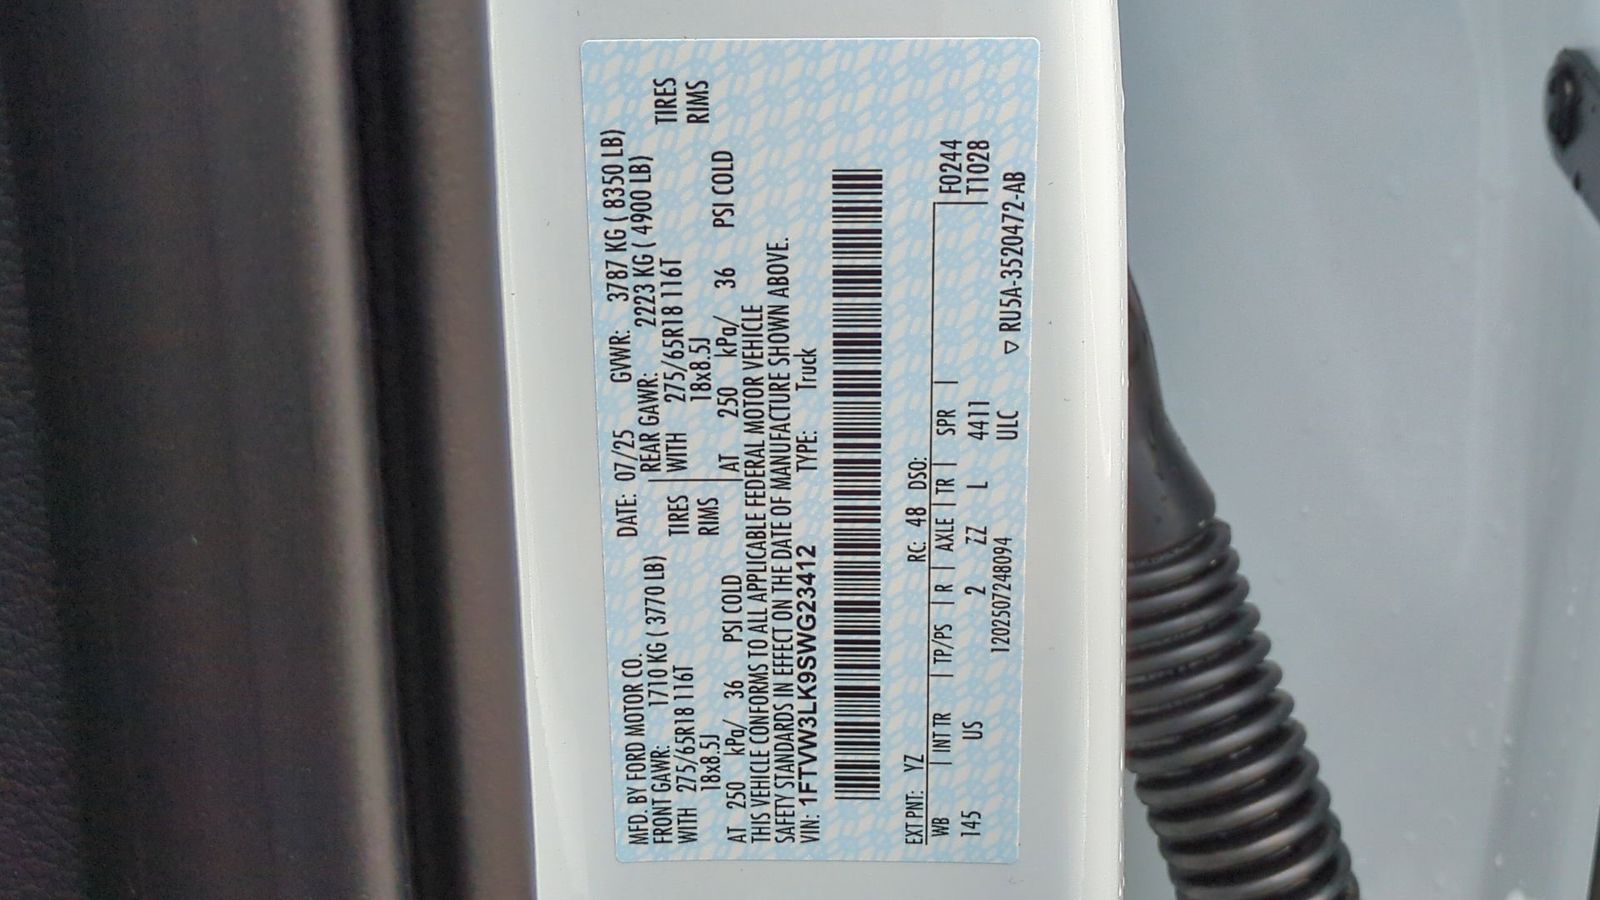 MFD. BY FORD MOTOR CO. DATE: 07/25 GVWR: 3787 KG ( 8350 LB)
FRONT GAWR: 1710 KG ( 3770 LB) REAR GAWR: 2223 KG ( 4900 LB)
WITH 275/65R18 116T TIRES WITH 275/65R18 116T TIRES
18x8.5J RIMS 18x8.5J RIMS
AT 250 kPa/ 36 PSI COLD AT 250 kPa/ 36 PSI COLD
THIS VEHICLE CONFORMS TO ALL APPLICABLE FEDERAL MOTOR VEHICLE
SAFETY STANDARDS IN EFFECT ON THE DATE OF MANUFACTURE SHOWN ABOVE.
VIN: 1FTVW3LK9SWG23412 TYPE: Truck
EXT PNT: YZ RC: 48 DSO: F0244
WB INT TR TP/PS R AXLE TR SPR T1028
145 US 2 ZZ L 4411
1202507248094 ULC ▽ RU5A-3520472-AB